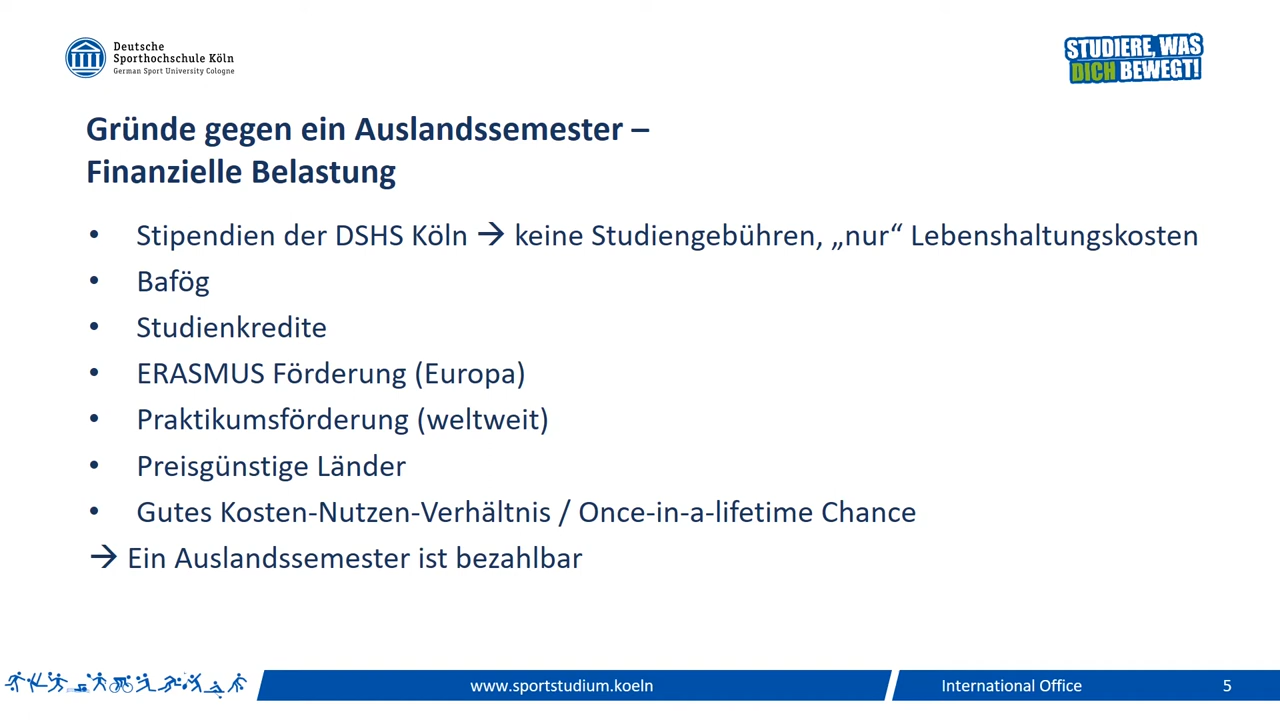 Deutsche
Sporthochschule Köln
German Sport University Cologne
STUDIERE, WAS
DICH BEWEGT!
Gründe gegen ein Auslandssemester –
Finanzielle Belastung
• Stipendien der DSHS Köln → keine Studiengebühren, „nur“ Lebenshaltungskosten
• Bafög
• Studienkredite
• ERASMUS Förderung (Europa)
• Praktikumsförderung (weltweit)
• Preisgünstige Länder
• Gutes Kosten-Nutzen-Verhältnis / Once-in-a-lifetime Chance
→ Ein Auslandssemester ist bezahlbar
www.sportstudium.koeln
International Office
5